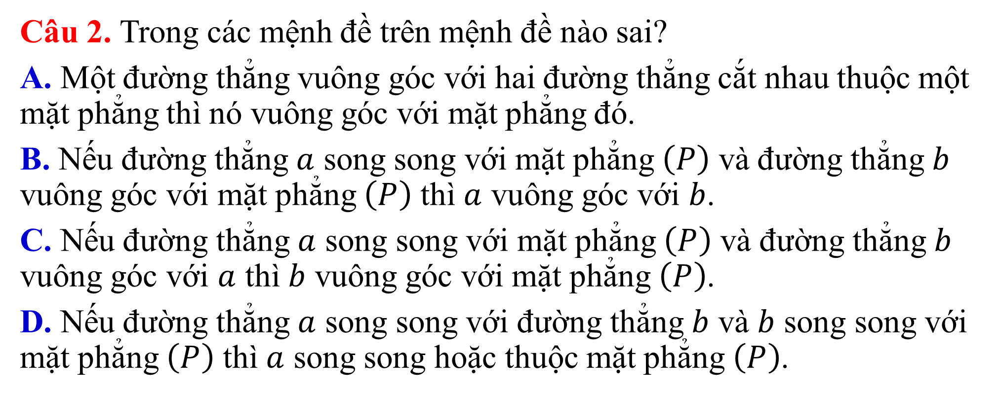 Câu 2. Trong các mệnh đề trên mệnh đề nào sai?
A. Một đường thẳng vuông góc với hai đường thẳng cắt nhau thuộc một
mặt phẳng thì nó vuông góc với mặt phẳng đó.
B. Nếu đường thẳng a song song với mặt phẳng (P) và đường thẳng b
vuông góc với mặt phẳng (P) thì a vuông góc với b.
C. Nếu đường thẳng a song song với mặt phẳng (P) và đường thẳng b
vuông góc với a thì b vuông góc với mặt phẳng (P).
D. Nếu đường thẳng a song song với đường thẳng b và b song song với
mặt phẳng (P) thì a song song hoặc thuộc mặt phẳng (P).